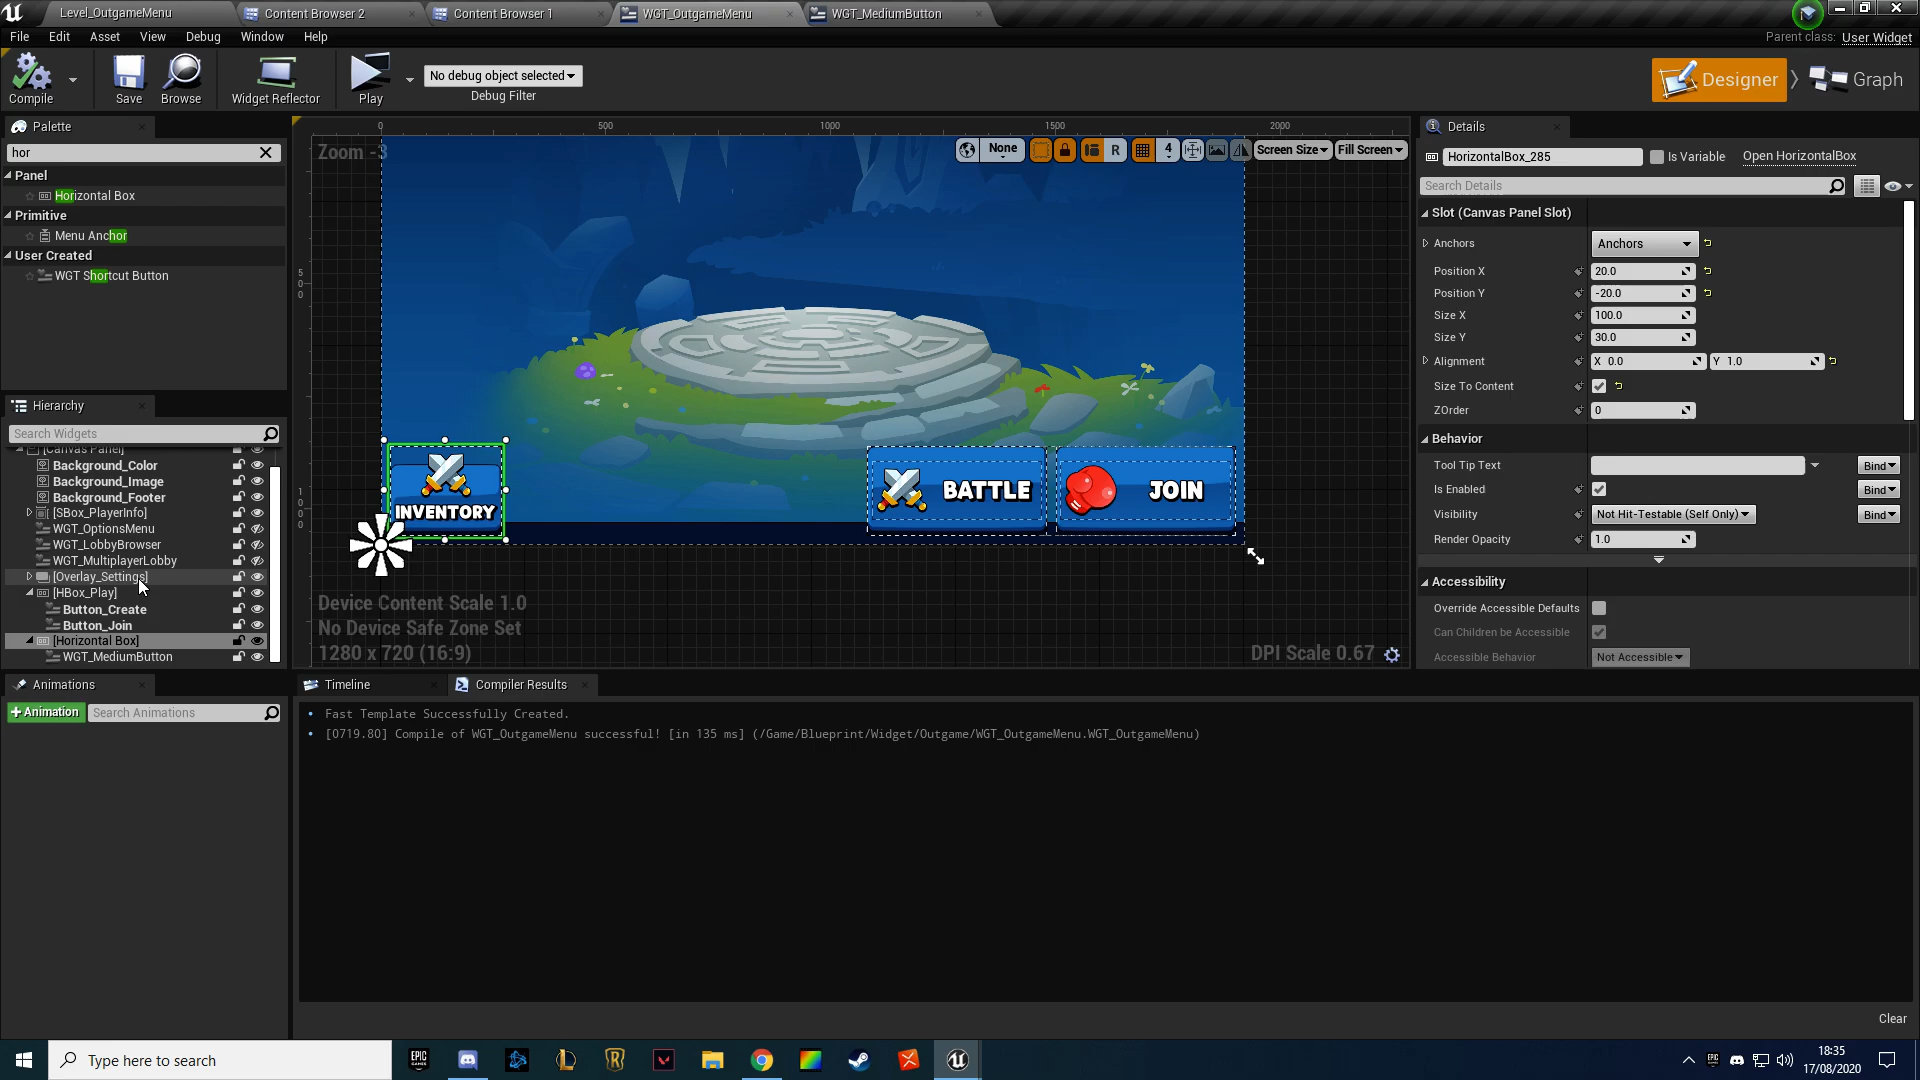 Level_OutgameMenu
Content Browser 2
Content Browser 1
WGT_OutgameMenu
WGT_MediumButton
File Edit Asset View Debug Window Help
Parent class: User Widget
Compile
Save
Browse
Widget Reflector
Play
No debug object selected
Debug Filter
Designer
Graph
Palette
hor
Panel
Horizontal Box
Primitive
Menu Anchor
User Created
WGT Shortcut Button
Hierarchy
Search Widgets
[Canvas Panel]
Background_Color
Background_Image
Background_Footer
[SBox_PlayerInfo]
WGT_OptionsMenu
WGT_LobbyBrowser
WGT_MultiplayerLobby
[Overlay_Settings]
[HBox_Play]
Button_Create
Button_Join
[Horizontal Box]
WGT_MediumButton
Animations
+Animation
Search Animations
0 500 1000 1500 2000
500
1000
Zoom -3
None
R
4
Screen Size
Fill Screen
INVENTORY
BATTLE
JOIN
Device Content Scale 1.0
No Device Safe Zone Set
1280 x 720 (16:9)
DPI Scale 0.67
Details
HorizontalBox_285
Is Variable
Open HorizontalBox
Search Details
Slot (Canvas Panel Slot)
Anchors Anchors
Position X 20.0
Position Y -20.0
Size X 100.0
Size Y 30.0
Alignment X 0.0 Y 1.0
Size To Content
ZOrder 0
Behavior
Tool Tip Text Bind
Is Enabled Bind
Visibility Not Hit-Testable (Self Only) Bind
Render Opacity 1.0
Accessibility
Override Accessible Defaults
Can Children be Accessible
Accessible Behavior Not Accessible
Timeline
Compiler Results
• Fast Template Successfully Created.
• [0719.80] Compile of WGT_OutgameMenu successful! [in 135 ms] (/Game/Blueprint/Widget/Outgame/WGT_OutgameMenu.WGT_OutgameMenu)
Clear
Type here to search
EPIC GAMES
18:35
17/08/2020